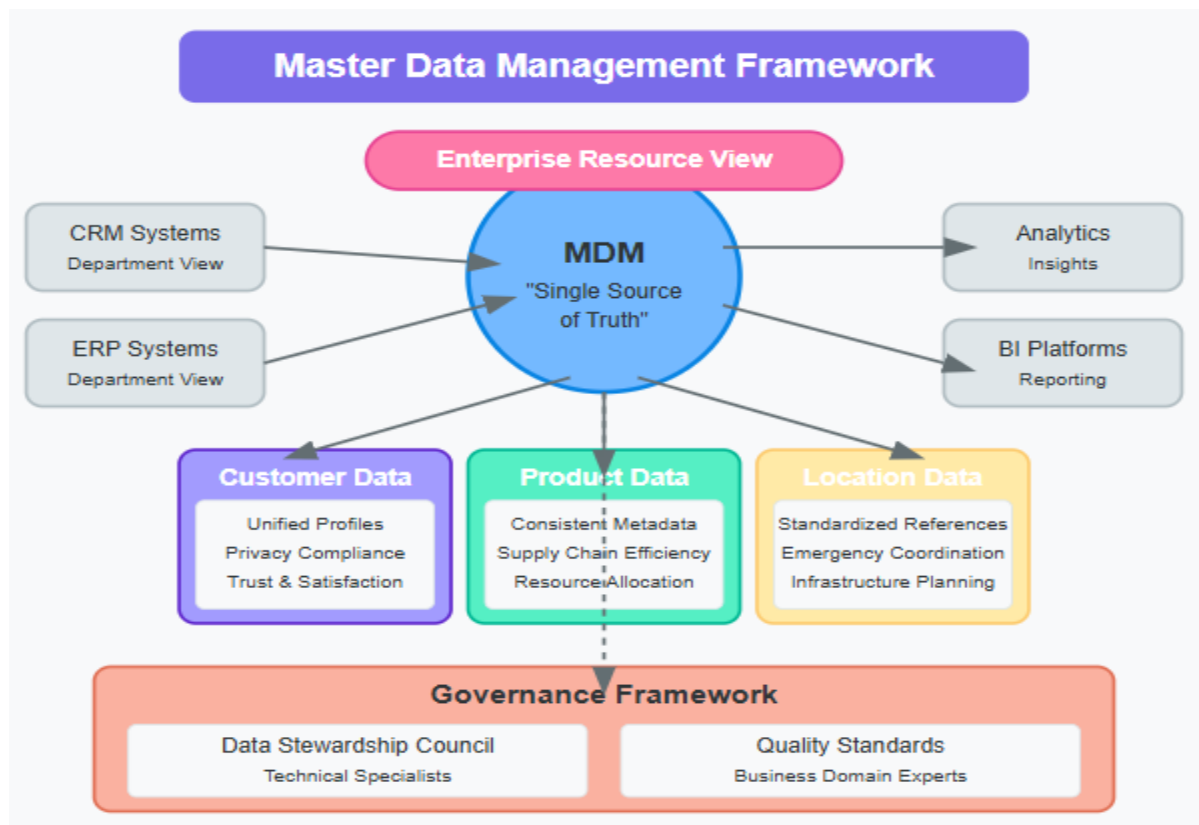 Master Data Management Framework
Enterprise Resource View
CRM Systems
Department View
ERP Systems
Department View
MDM
"Single Source
of Truth"
Analytics
Insights
BI Platforms
Reporting
Customer Data
Unified Profiles
Privacy Compliance
Trust & Satisfaction
Product Data
Consistent Metadata
Supply Chain Efficiency
Resource Allocation
Location Data
Standardized References
Emergency Coordination
Infrastructure Planning
Governance Framework
Data Stewardship Council
Technical Specialists
Quality Standards
Business Domain Experts